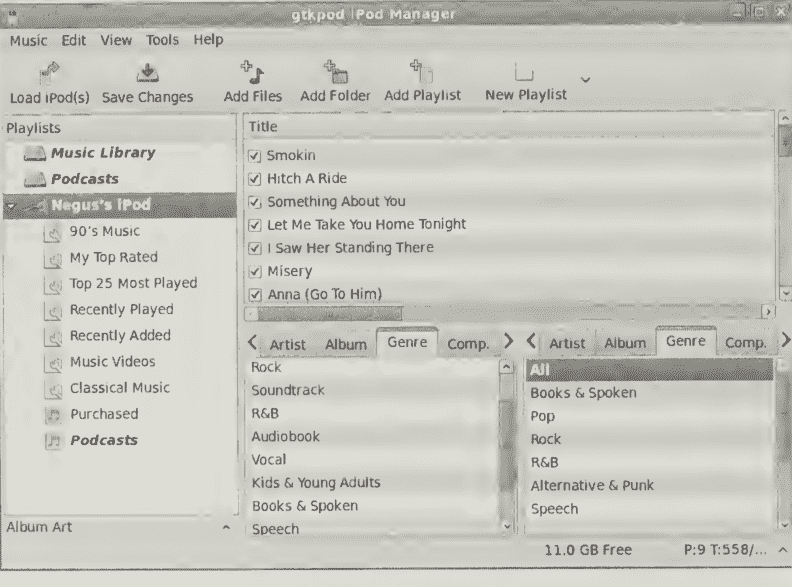 gtkpod iPod Manager
Music Edit View Tools Help
Load iPod(s) Save Changes Add Files Add Folder Add Playlist New Playlist
Playlists
Music Library
Podcasts
Negus's iPod
90's Music
My Top Rated
Top 25 Most Played
Recently Played
Recently Added
Music Videos
Classical Music
Purchased
Podcasts
Album Art
Title
Smokin
Hitch A Ride
Something About You
Let Me Take You Home Tonight
I Saw Her Standing There
Misery
Anna (Go To Him)
Artist Album Genre Comp.
Rock
Soundtrack
R&B
Audiobook
Vocal
Kids & Young Adults
Books & Spoken
Speech
Artist Album Genre Comp.
All
Books & Spoken
Pop
Rock
R&B
Alternative & Punk
Speech
11.0 GB Free P:9 T:558/...